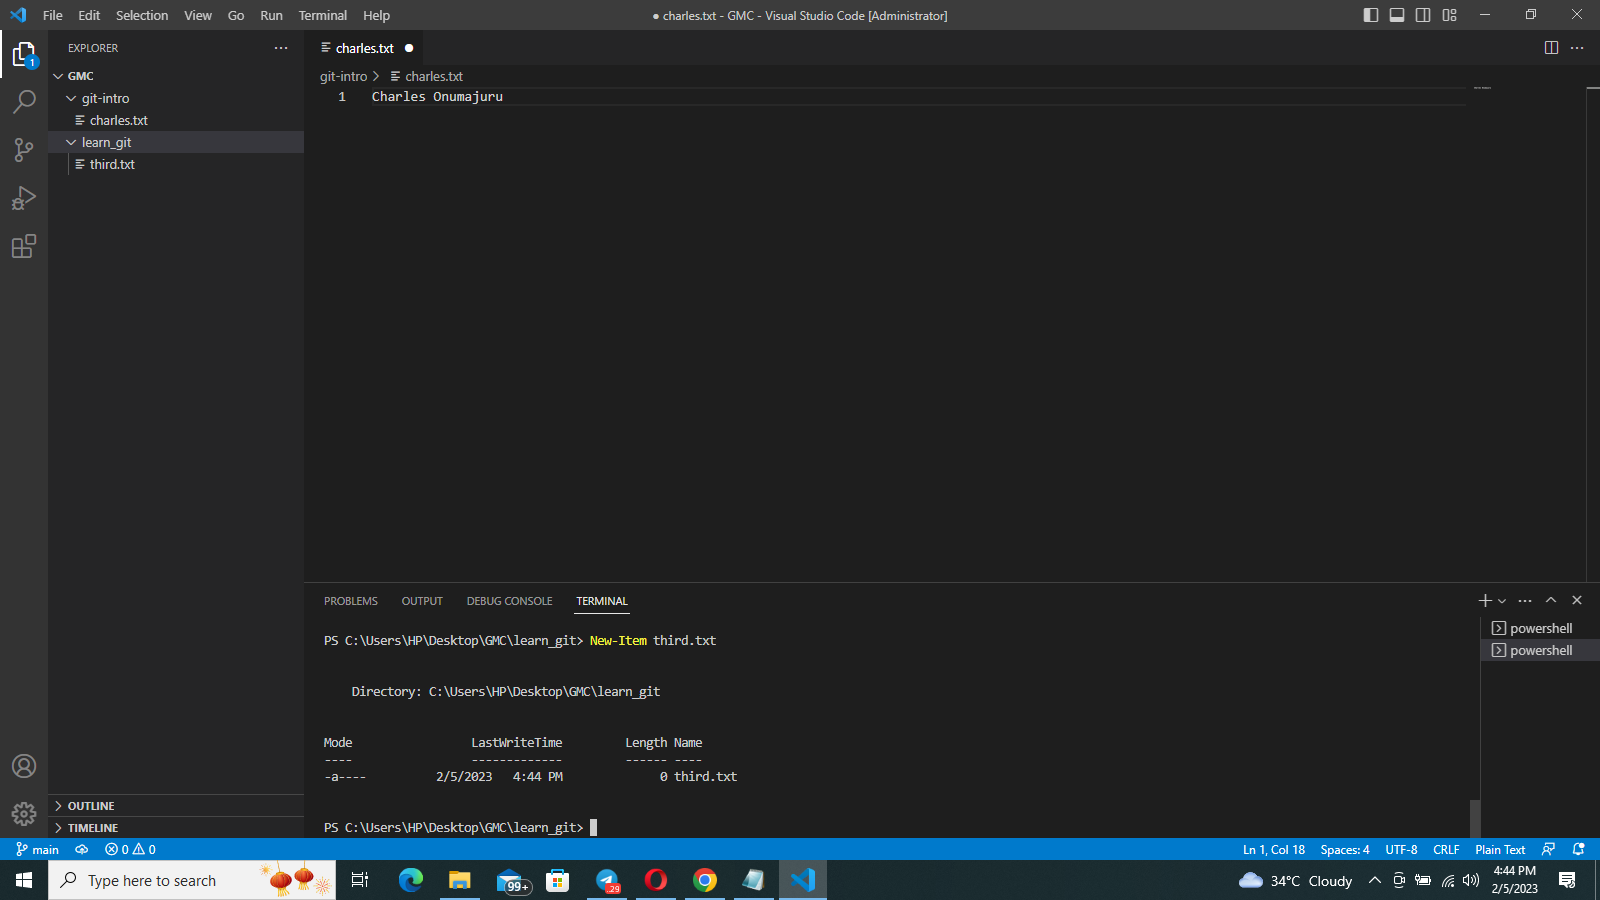 File Edit Selection View Go Run Terminal Help
● charles.txt - GMC - Visual Studio Code [Administrator]
EXPLORER
1
GMC
git-intro
charles.txt
learn_git
third.txt
OUTLINE
TIMELINE
charles.txt
git-intro > charles.txt
1 Charles Onumajuru
PROBLEMS OUTPUT DEBUG CONSOLE TERMINAL
PS C:\Users\HP\Desktop\GMC\learn_git> New-Item third.txt
Directory: C:\Users\HP\Desktop\GMC\learn_git
Mode LastWriteTime Length Name
---- ------------- ------ ----
-a---- 2/5/2023 4:44 PM 0 third.txt
PS C:\Users\HP\Desktop\GMC\learn_git>
powershell
powershell
main 0 0 Ln 1, Col 18 Spaces: 4 UTF-8 CRLF Plain Text
Type here to search
99+
.29
34°C Cloudy
4:44 PM
2/5/2023